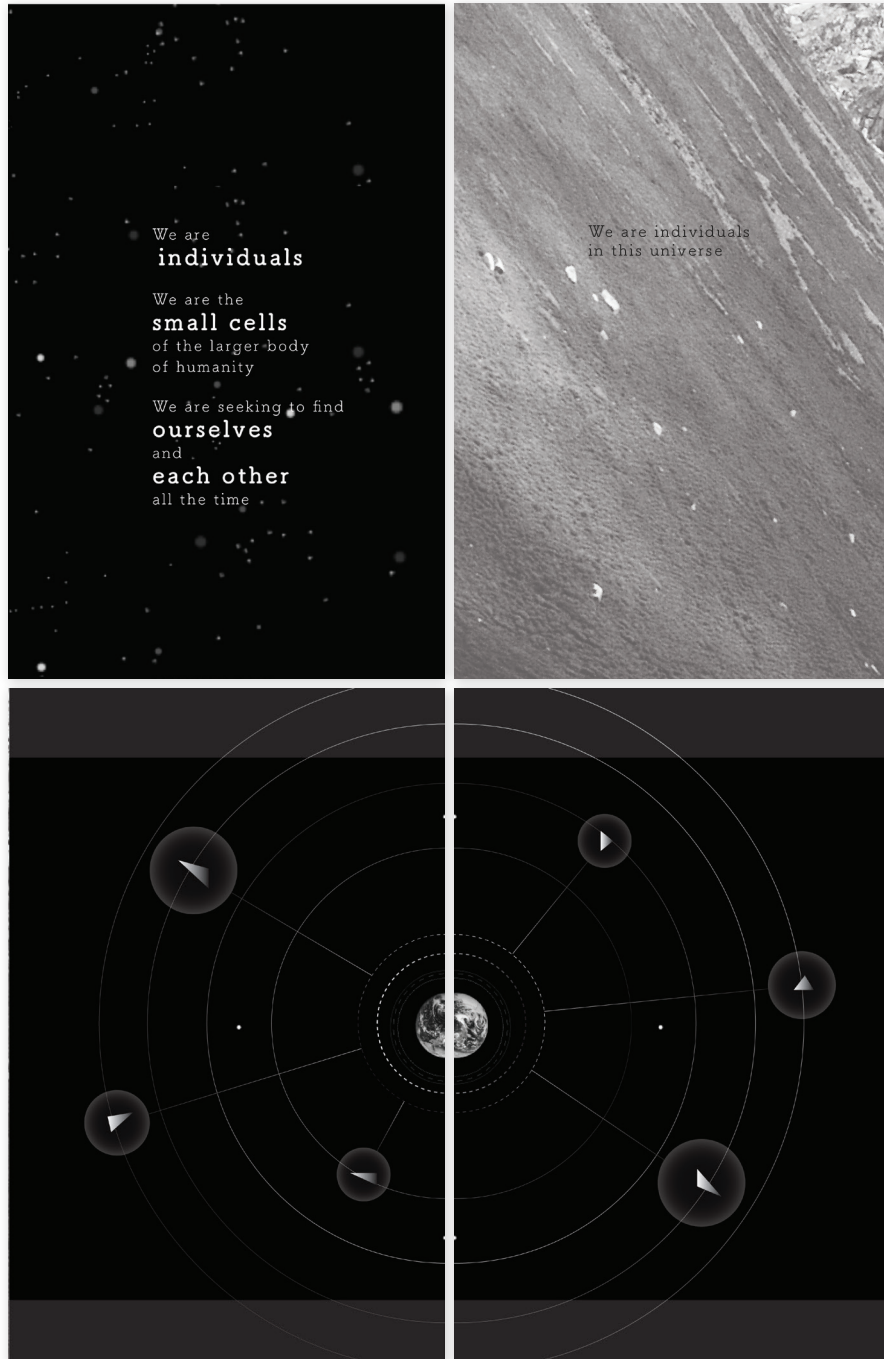 We are
individuals
We are the
small cells
of the larger body
of humanity
We are seeking to find
ourselves
and
each other
all the time
We are individuals
in this universe